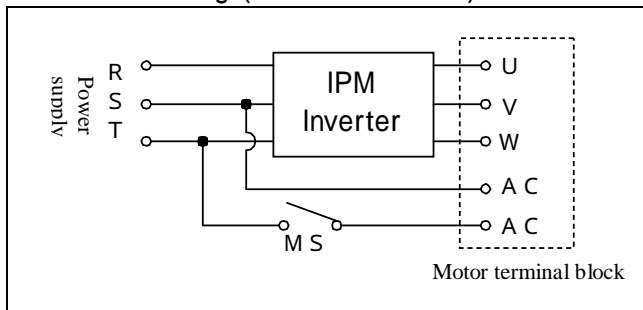 Power
supply
R
S
T
IPM
Inverter
U
V
W
A C
A C
M S
Motor terminal block